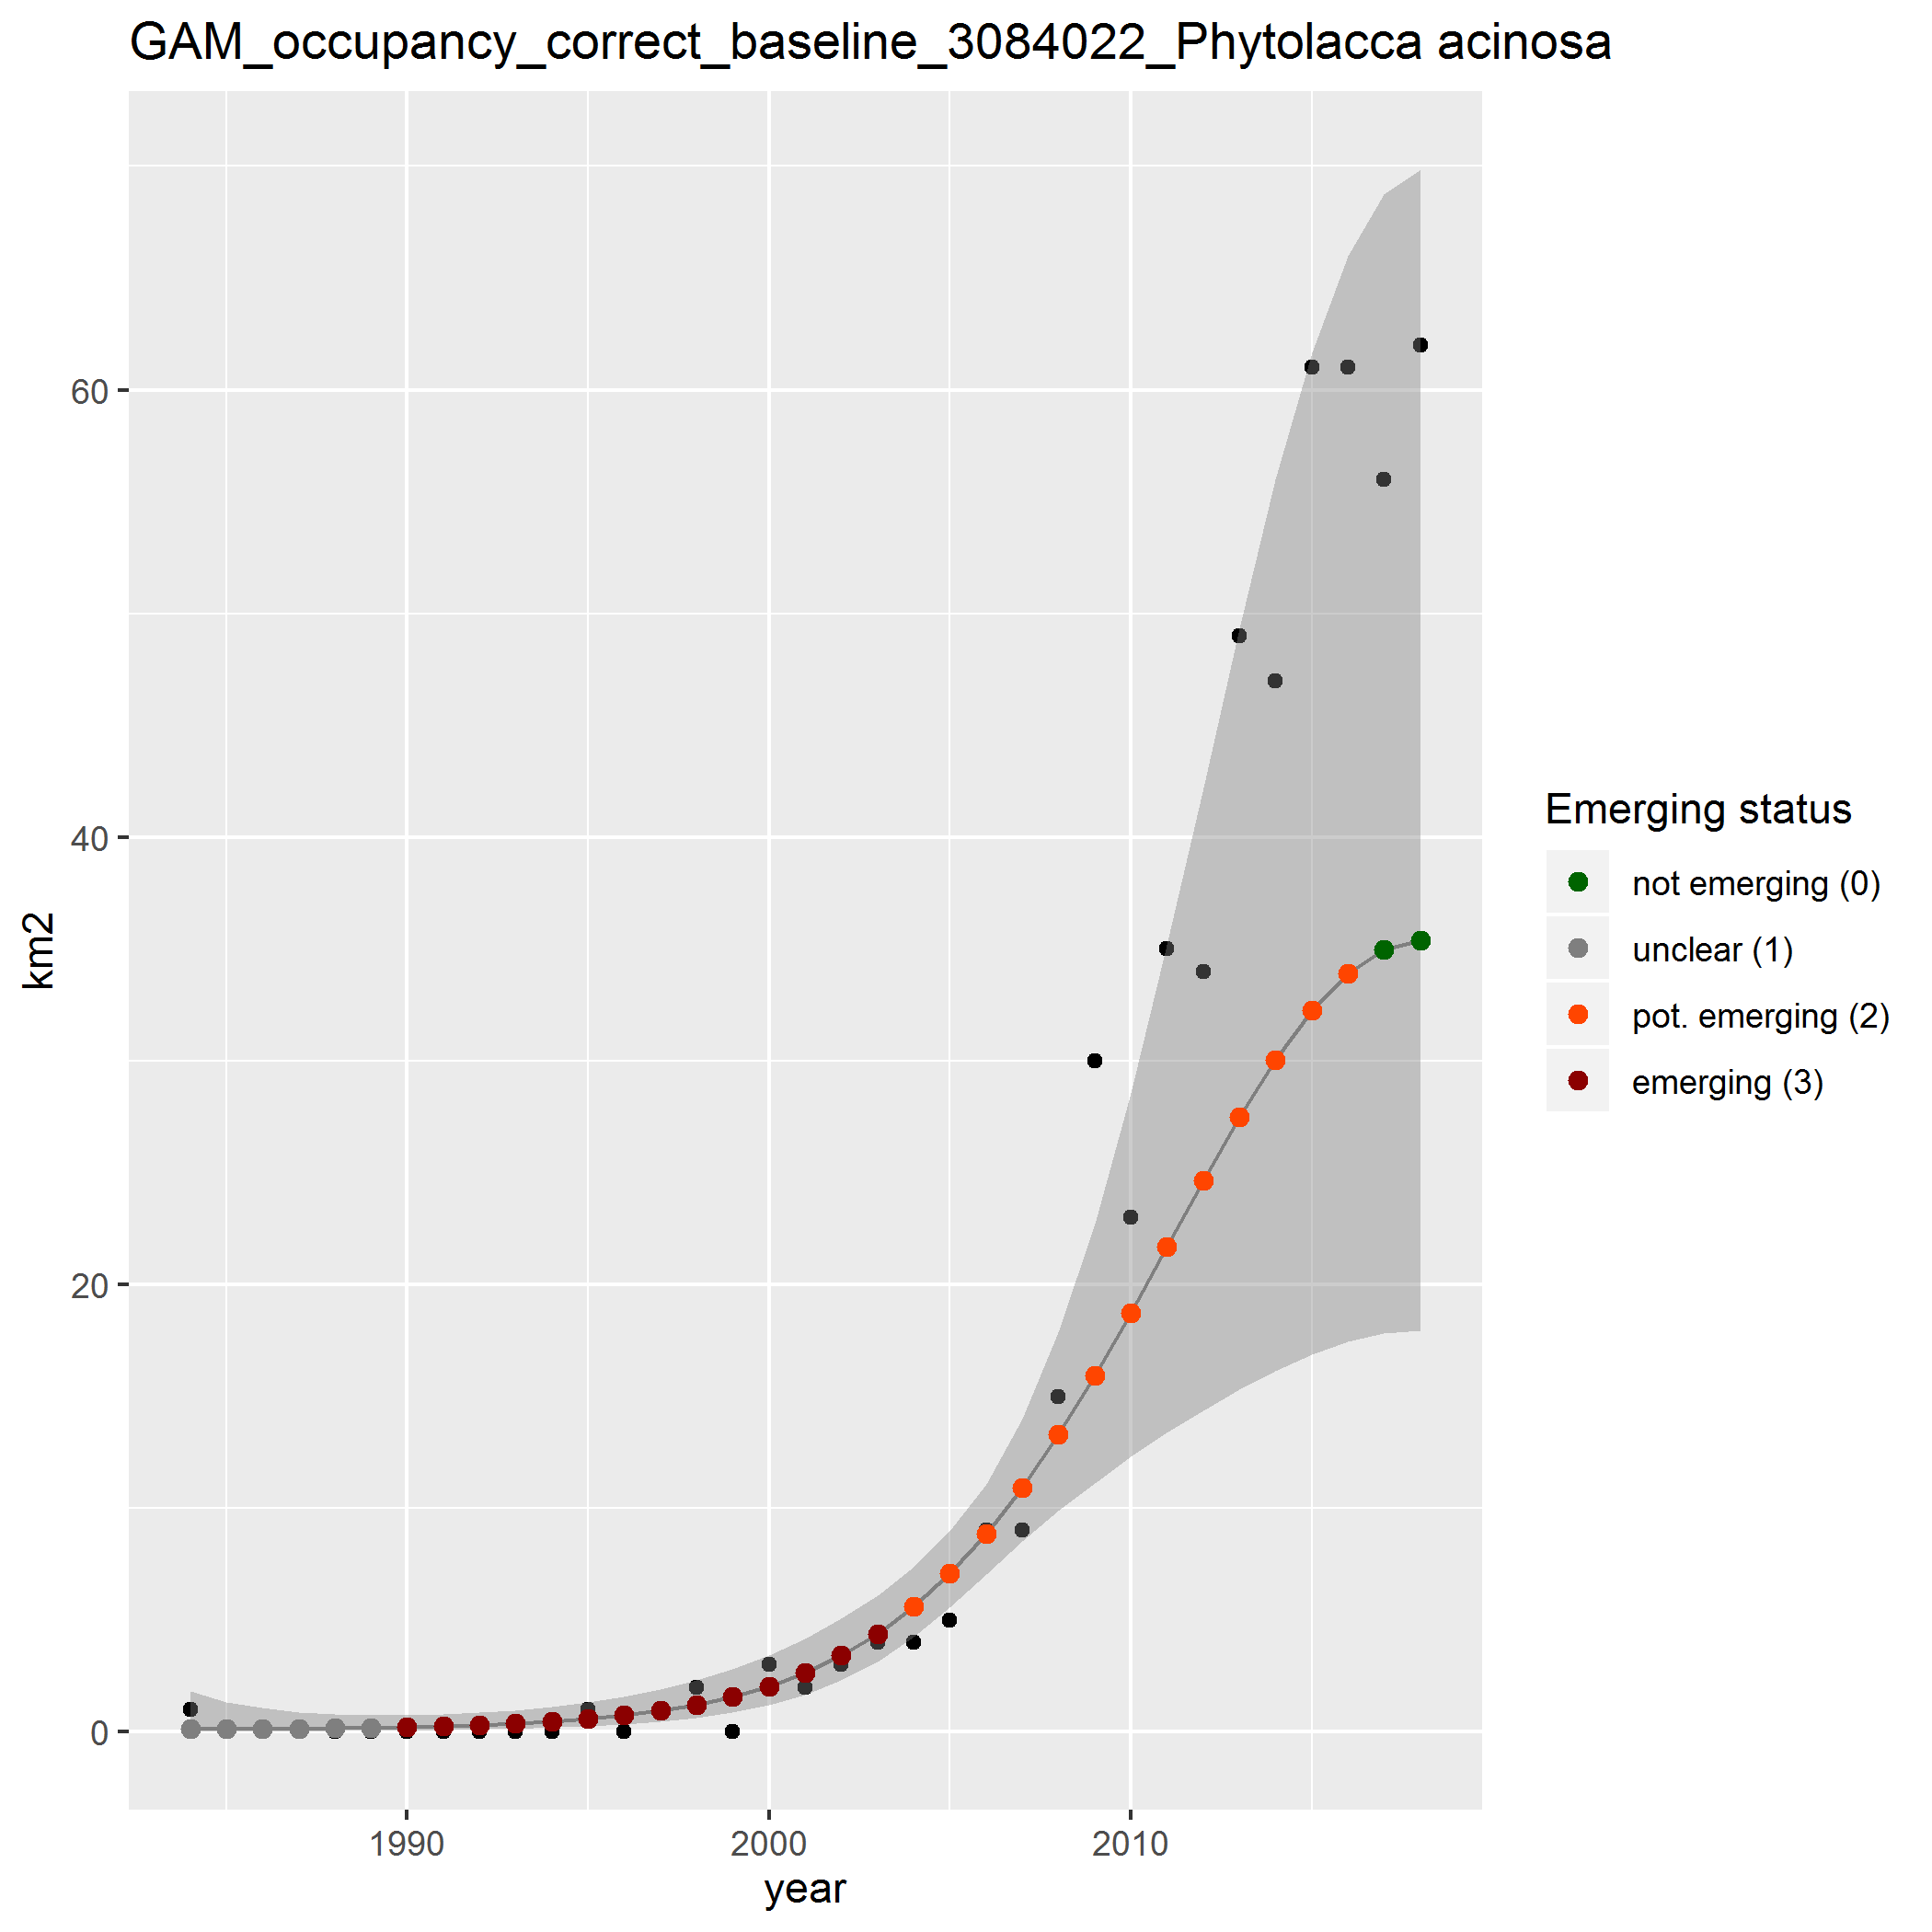 GAM_occupancy_correct_baseline_3084022_Phytolacca acinosa
60
40
20
0
km2
1990
2000
2010
year
Emerging status
not emerging (0)
unclear (1)
pot. emerging (2)
emerging (3)